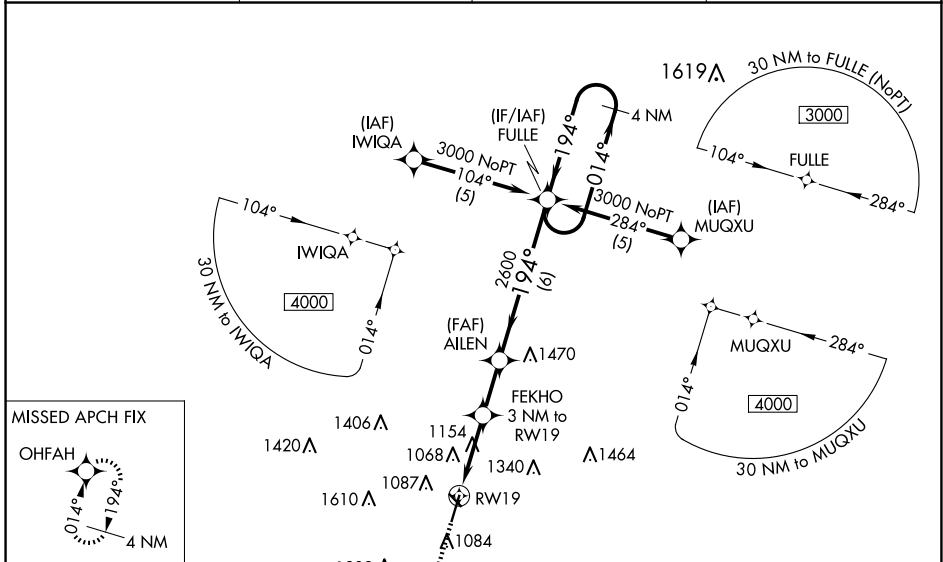 1619
30 NM to FULLE (NoPT)
3000
104°
FULLE
284°
(IF/IAF)
FULLE
4 NM
194°
014°
(IAF)
IWIQA
3000 NoPT
104°
(5)
3000 NoPT
284°
(5)
(IAF)
MUQXU
104°
IWIQA
4000
014°
30 NM to IWIQA
2600
194°
(6)
MUQXU
284°
4000
014°
30 NM to MUQXU
(FAF)
AILEN
1470
FEKHO
3 NM to
RW19
1406
1420
1154
1068
1340
1464
1087
1610
RW19
1084
MISSED APCH FIX
OHFAH
014°
194°
4 NM